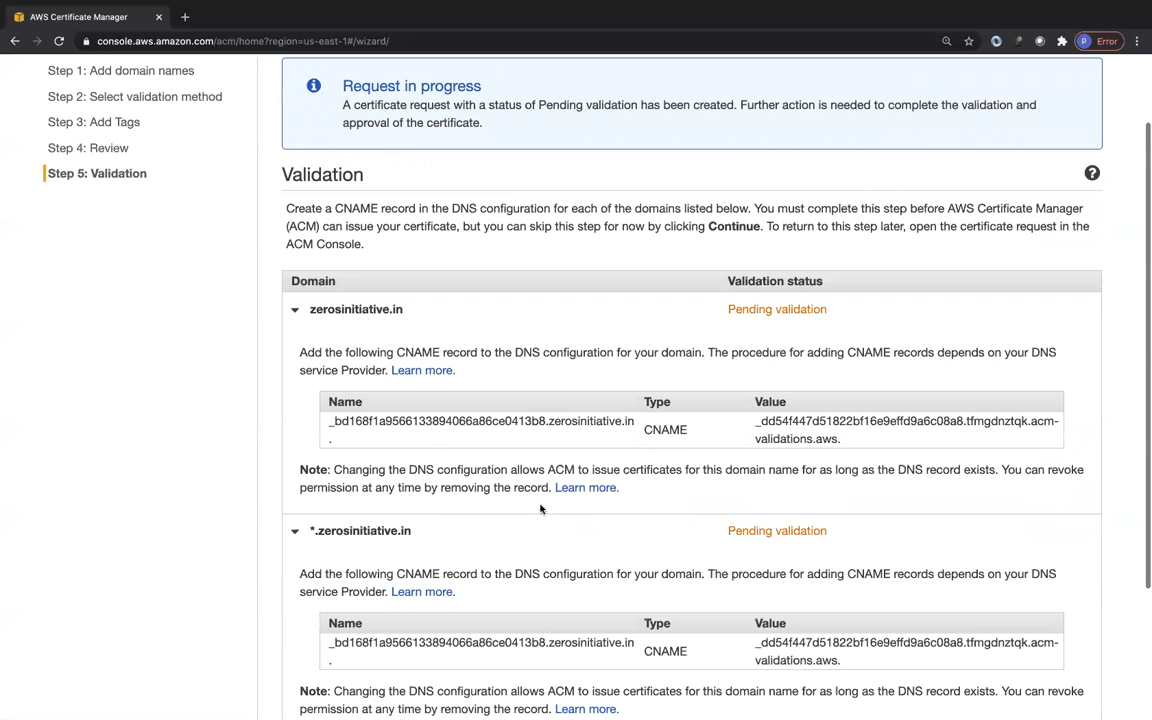 AWS Certificate Manager
console.aws.amazon.com/acm/home?region=us-east-1#/wizard/
P Error
Step 1: Add domain names
Step 2: Select validation method
Step 3: Add Tags
Step 4: Review
Step 5: Validation
Request in progress
A certificate request with a status of Pending validation has been created. Further action is needed to complete the validation and
approval of the certificate.
Validation
Create a CNAME record in the DNS configuration for each of the domains listed below. You must complete this step before AWS Certificate Manager
(ACM) can issue your certificate, but you can skip this step for now by clicking Continue. To return to this step later, open the certificate request in the
ACM Console.
Domain Validation status
zerosinitiative.in Pending validation
Add the following CNAME record to the DNS configuration for your domain. The procedure for adding CNAME records depends on your DNS
service Provider. Learn more.
Name Type Value
_bd168f1a9566133894066a86ce0413b8.zerosinitiative.in
.
CNAME
_dd54f447d51822bf16e9effd9a6c08a8.tfmgdnztqk.acm-
validations.aws.
Note: Changing the DNS configuration allows ACM to issue certificates for this domain name for as long as the DNS record exists. You can revoke
permission at any time by removing the record. Learn more.
*.zerosinitiative.in Pending validation
Add the following CNAME record to the DNS configuration for your domain. The procedure for adding CNAME records depends on your DNS
service Provider. Learn more.
Name Type Value
_bd168f1a9566133894066a86ce0413b8.zerosinitiative.in
.
CNAME
_dd54f447d51822bf16e9effd9a6c08a8.tfmgdnztqk.acm-
validations.aws.
Note: Changing the DNS configuration allows ACM to issue certificates for this domain name for as long as the DNS record exists. You can revoke
permission at any time by removing the record. Learn more.